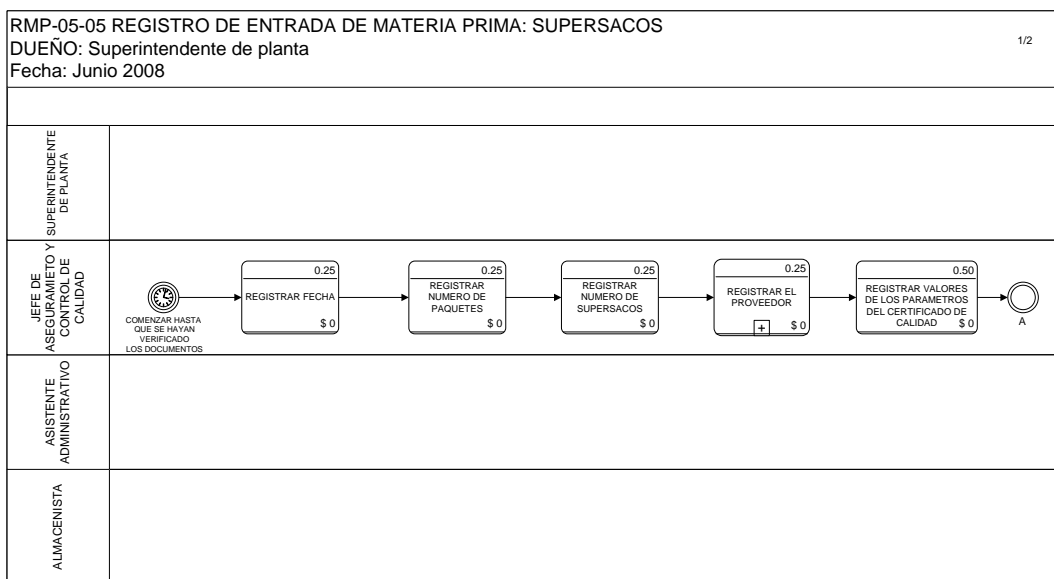 RMP-05-05 REGISTRO DE ENTRADA DE MATERIA PRIMA: SUPERSACOS
DUEÑO: Superintendente de planta
Fecha: Junio 2008
1/2
SUPERINTENDENTE
DE PLANTA
JEFE DE
ASEGURAMIETO Y
CONTROL DE
CALIDAD
COMENZAR HASTA
QUE SE HAYAN
VERIFICADO
LOS DOCUMENTOS
0.25
REGISTRAR FECHA
$ 0
0.25
REGISTRAR
NUMERO DE
PAQUETES
$ 0
0.25
REGISTRAR
NUMERO DE
SUPERSACOS
$ 0
0.25
REGISTRAR EL
PROVEEDOR
+
$ 0
0.50
REGISTRAR VALORES
DE LOS PARAMETROS
DEL CERTIFICADO DE
CALIDAD
$ 0
A
ASISTENTE
ADMINISTRATIVO
ALMACENISTA